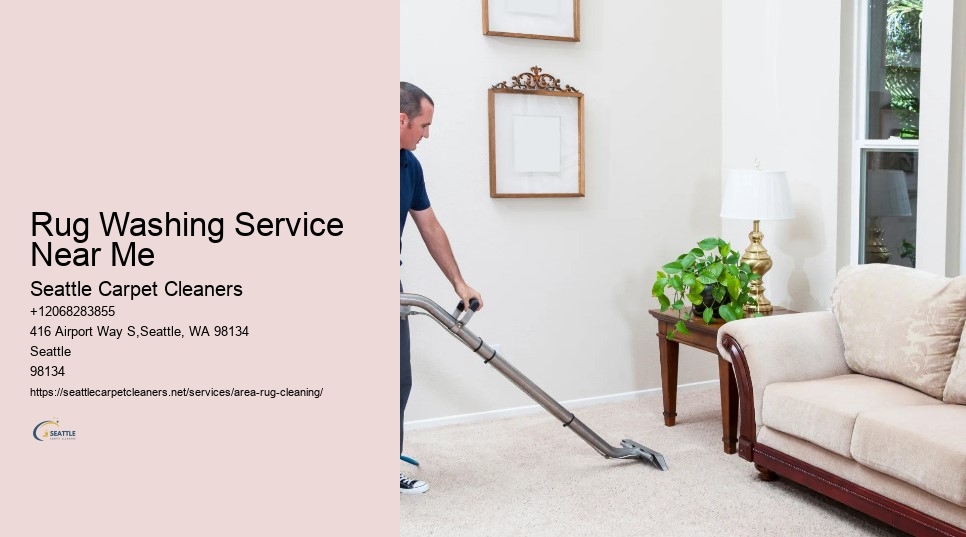 Rug Washing Service
Near Me
Seattle Carpet Cleaners
+12068283855
416 Airport Way S,Seattle, WA 98134
Seattle
98134
https://seattlecarpetcleaners.net/services/area-rug-cleaning/
SEATTLE